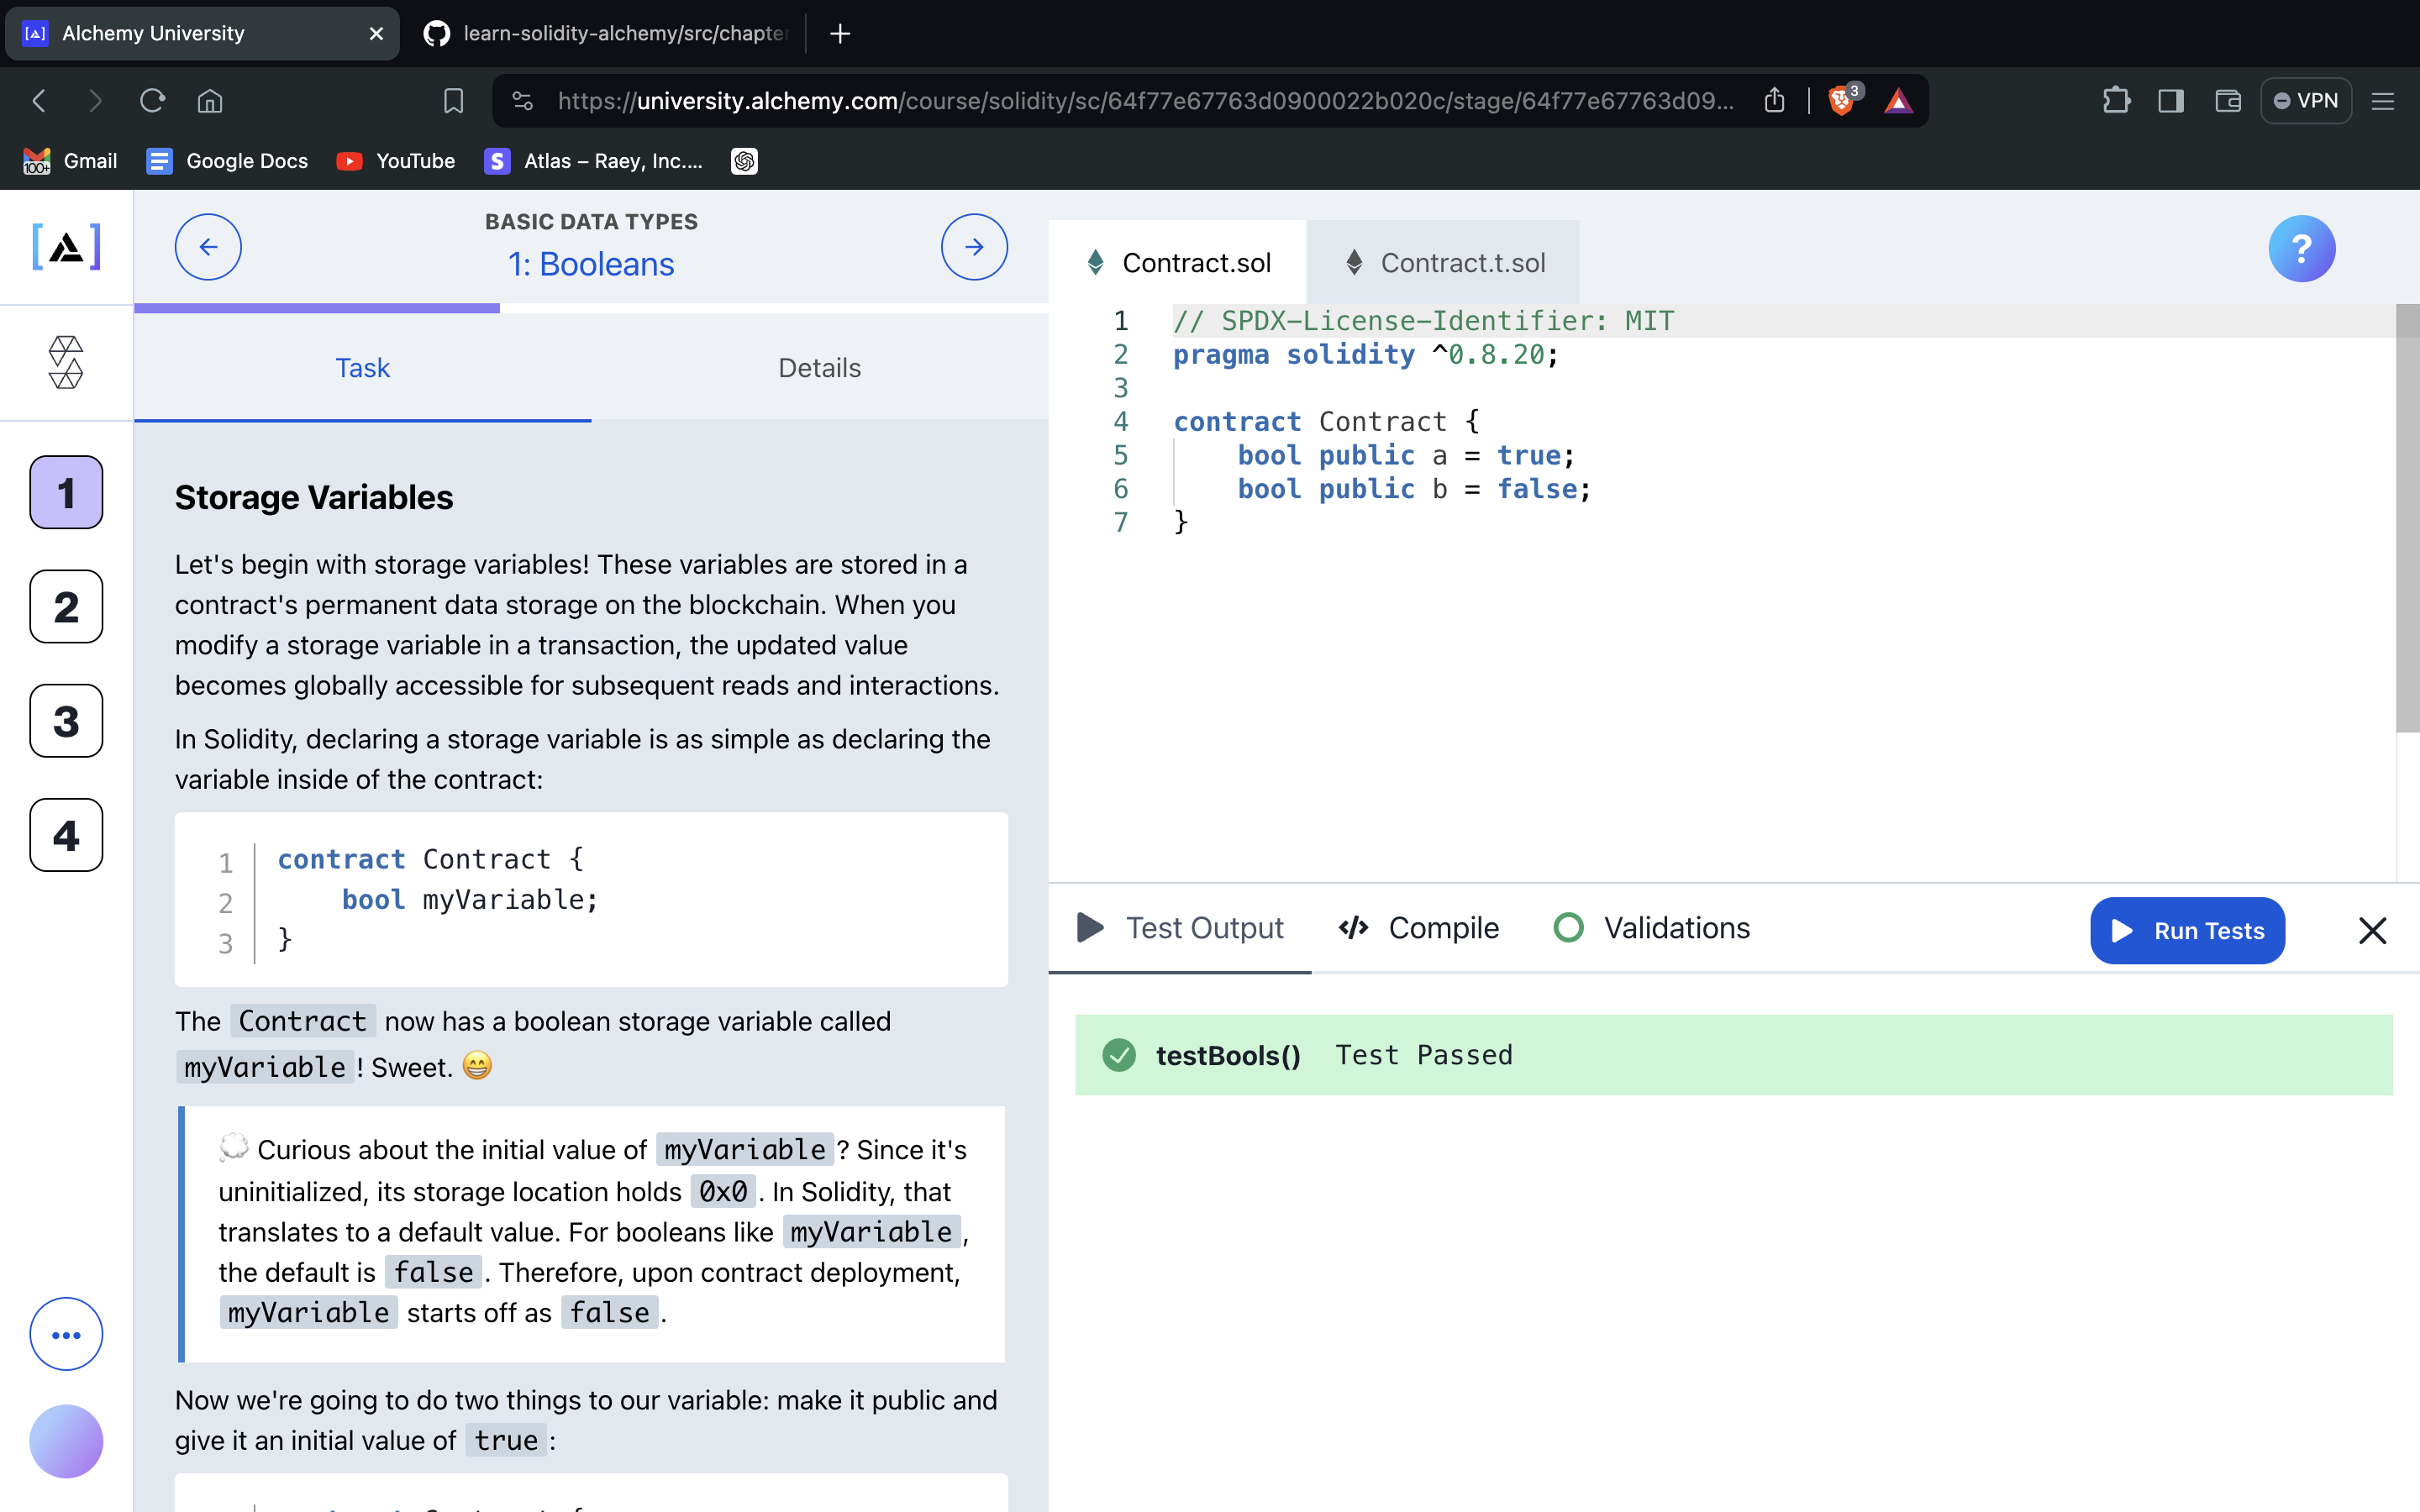 Alchemy University
learn-solidity-alchemy/src/chapter
https://university.alchemy.com/course/solidity/sc/64f77e67763d0900022b020c/stage/64f77e67763d09...
3
VPN
100+
Gmail
Google Docs
YouTube
S
Atlas – Raey, Inc....
BASIC DATA TYPES
1: Booleans
Task
Details
1
2
3
4
Storage Variables
Let's begin with storage variables! These variables are stored in a
contract's permanent data storage on the blockchain. When you
modify a storage variable in a transaction, the updated value
becomes globally accessible for subsequent reads and interactions.
In Solidity, declaring a storage variable is as simple as declaring the
variable inside of the contract:
1 contract Contract {
2 bool myVariable;
3 }
The Contract now has a boolean storage variable called
myVariable! Sweet. 😁
💭 Curious about the initial value of myVariable? Since it's
uninitialized, its storage location holds 0x0. In Solidity, that
translates to a default value. For booleans like myVariable,
the default is false. Therefore, upon contract deployment,
myVariable starts off as false.
Now we're going to do two things to our variable: make it public and
give it an initial value of true:
Contract.sol
Contract.t.sol
?
1 // SPDX-License-Identifier: MIT
2 pragma solidity ^0.8.20;
3
4 contract Contract {
5 bool public a = true;
6 bool public b = false;
7 }
Test Output
Compile
Validations
Run Tests
testBools() Test Passed